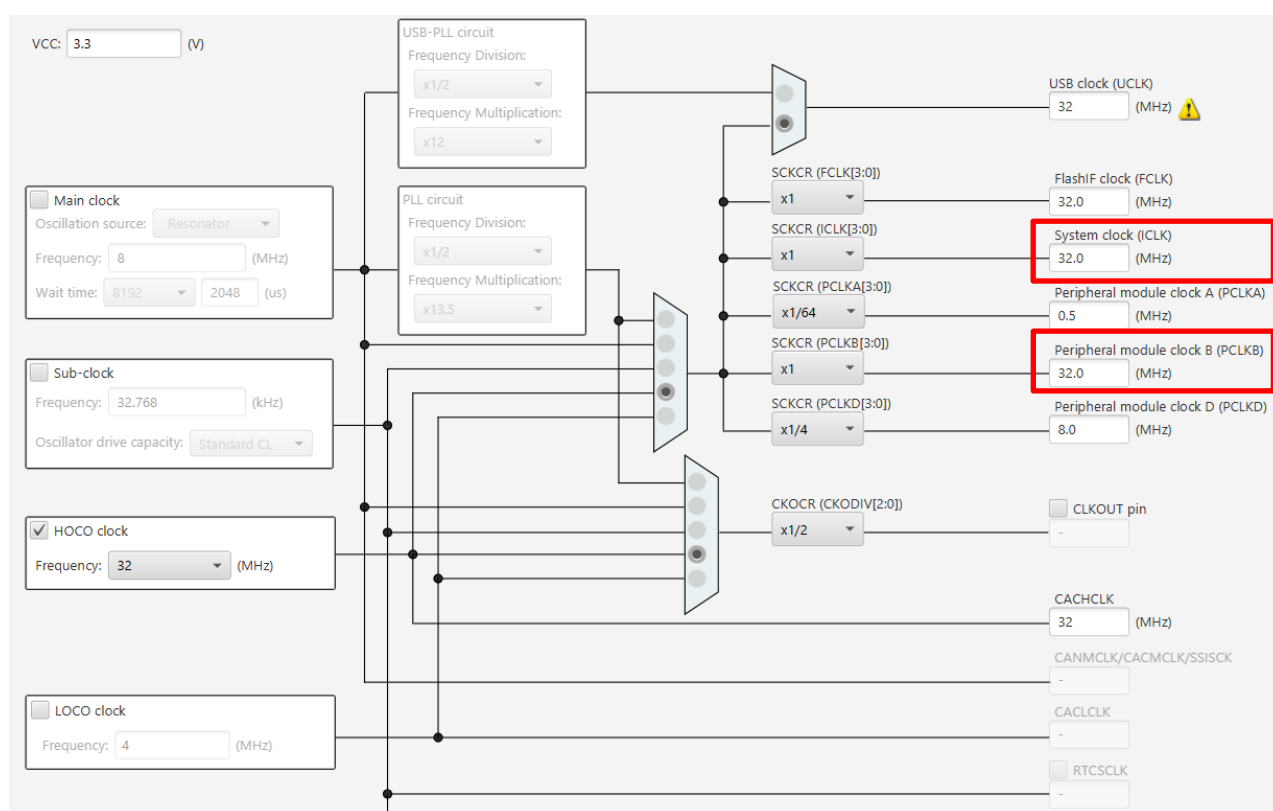 VCC: 3.3 (V)
USB-PLL circuit
Frequency Division:
x1/2
Frequency Multiplication:
x12
USB clock (UCLK)
32 (MHz)
Main clock
Oscillation source: Resonator
Frequency: 8 (MHz)
Wait time: 8192 2048 (us)
PLL circuit
Frequency Division:
x1/2
Frequency Multiplication:
x13.5
SCKCR (FCLK[3:0])
x1
FlashIF clock (FCLK)
32.0 (MHz)
SCKCR (ICLK[3:0])
x1
System clock (ICLK)
32.0 (MHz)
SCKCR (PCLKA[3:0])
x1/64
Peripheral module clock A (PCLKA)
0.5 (MHz)
SCKCR (PCLKB[3:0])
x1
Peripheral module clock B (PCLKB)
32.0 (MHz)
SCKCR (PCLKD[3:0])
x1/4
Peripheral module clock D (PCLKD)
8.0 (MHz)
Sub-clock
Frequency: 32.768 (kHz)
Oscillator drive capacity: Standard CL
HOCO clock
Frequency: 32 (MHz)
CKOCR (CKODIV[2:0])
x1/2
CLKOUT pin
-
CACHCLK
32 (MHz)
CANMCLK/CACMCLK/SSISCK
-
LOCO clock
Frequency: 4 (MHz)
CACLCLK
-
RTCSCLK
-